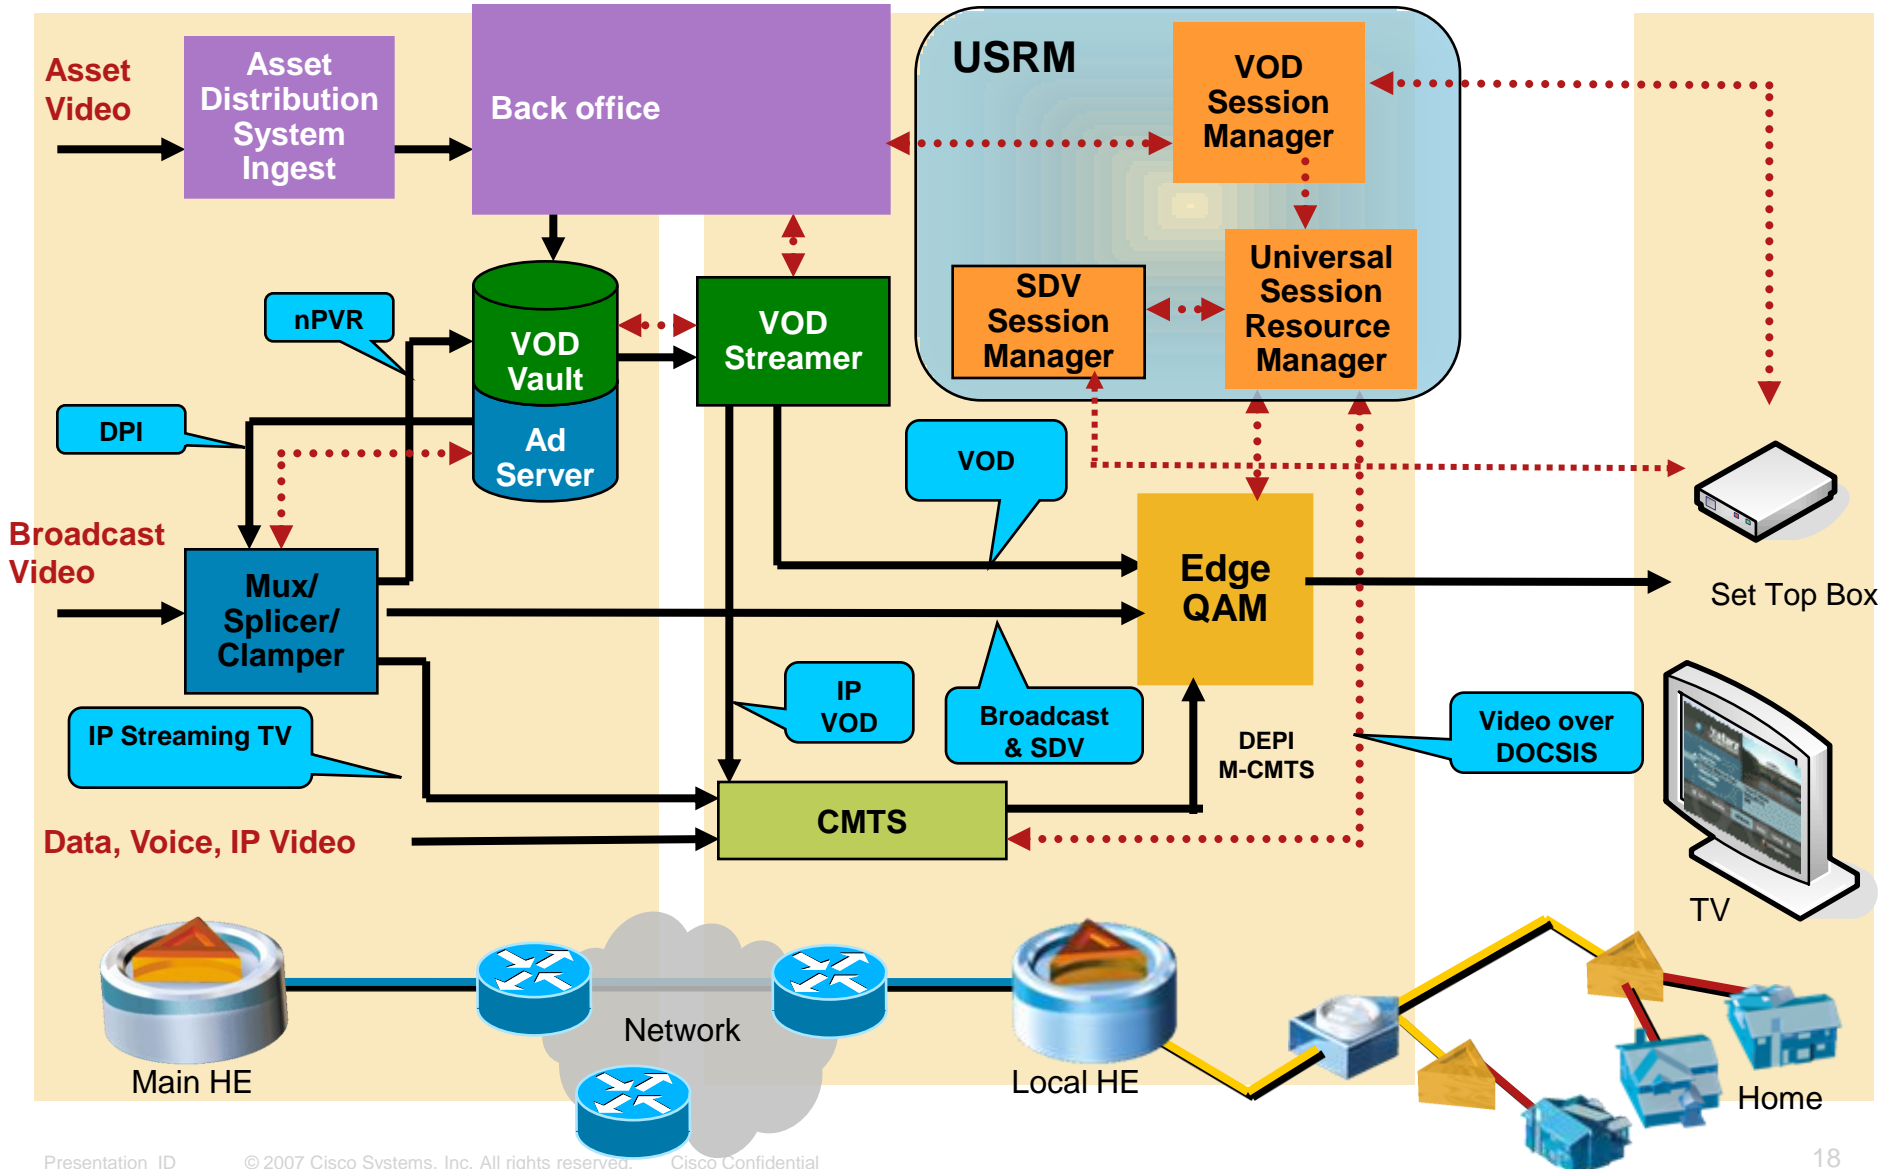 Asset
Video
Asset
Distribution
System
Ingest
Back office
USRM
VOD
Session
Manager
Universal
Session
Resource
Manager
SDV
Session
Manager
nPVR
VOD
Vault
VOD
Streamer
DPI
Ad
Server
VOD
Broadcast
Video
Mux/
Splicer/
Clamper
Edge
QAM
Set Top Box
IP
VOD
Broadcast
& SDV
IP Streaming TV
DEPI
M-CMTS
Video over
DOCSIS
CMTS
Data, Voice, IP Video
TV
Network
Main HE
Local HE
Home
Presentation_ID
© 2007 Cisco Systems, Inc. All rights reserved.
Cisco Confidential
18